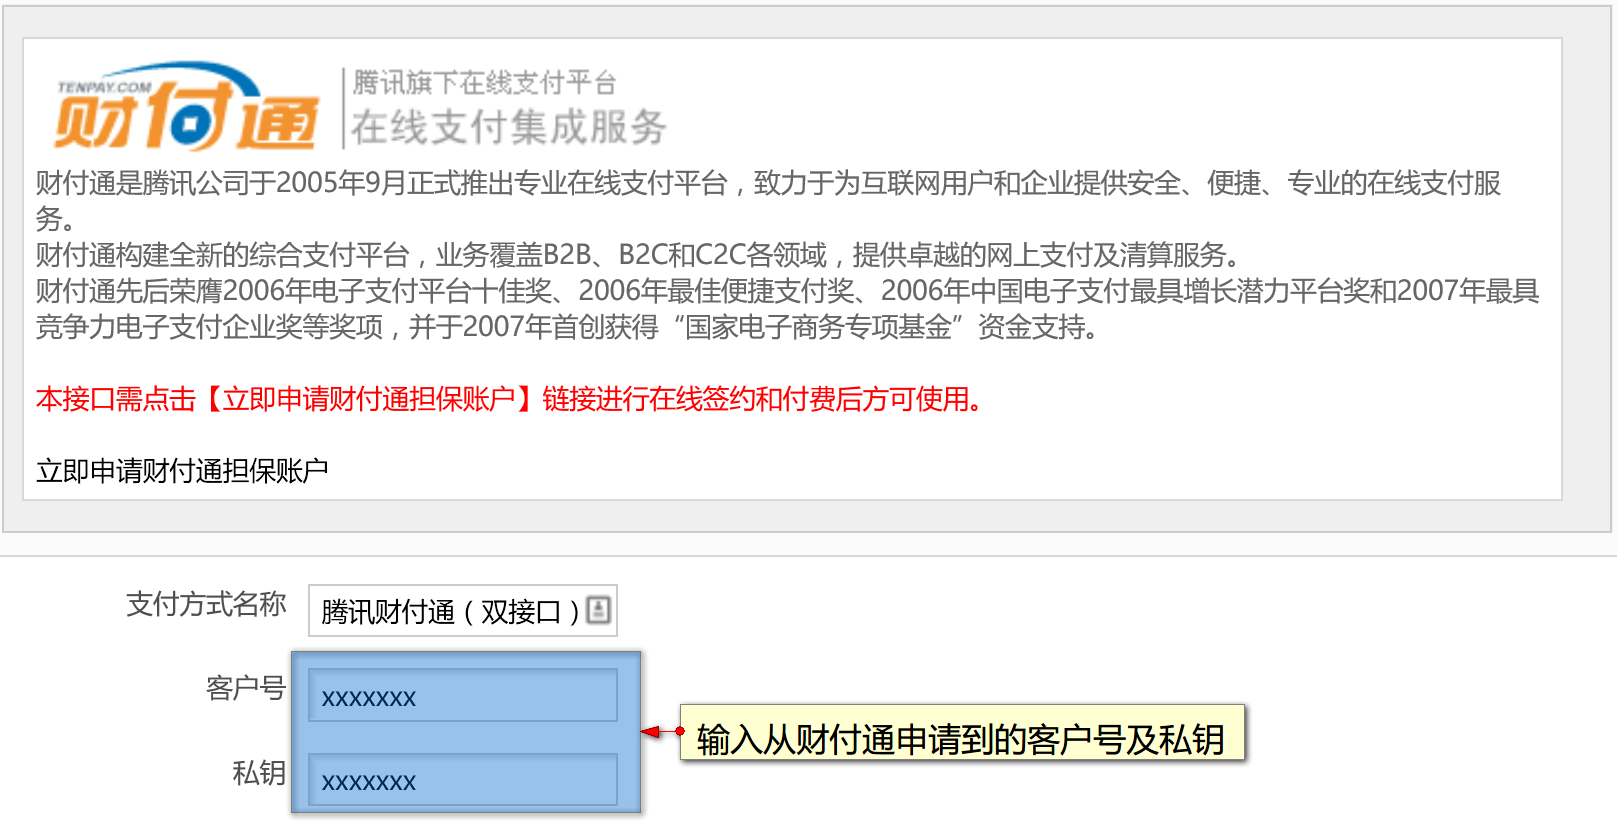 TENPAY.COM
财付通
腾讯旗下在线支付平台
在线支付集成服务
财付通是腾讯公司于2005年9月正式推出专业在线支付平台，致力于为互联网用户和企业提供安全、便捷、专业的在线支付服
务。
财付通构建全新的综合支付平台，业务覆盖B2B、B2C和C2C各领域，提供卓越的网上支付及清算服务。
财付通先后荣膺2006年电子支付平台十佳奖、2006年最佳便捷支付奖、2006年中国电子支付最具增长潜力平台奖和2007年最具
竞争力电子支付企业奖等奖项，并于2007年首创获得“国家电子商务专项基金”资金支持。
本接口需点击【立即申请财付通担保账户】链接进行在线签约和付费后方可使用。
立即申请财付通担保账户
支付方式名称
腾讯财付通（双接口）
客户号
xxxxxxx
输入从财付通申请到的客户号及私钥
私钥
xxxxxxx